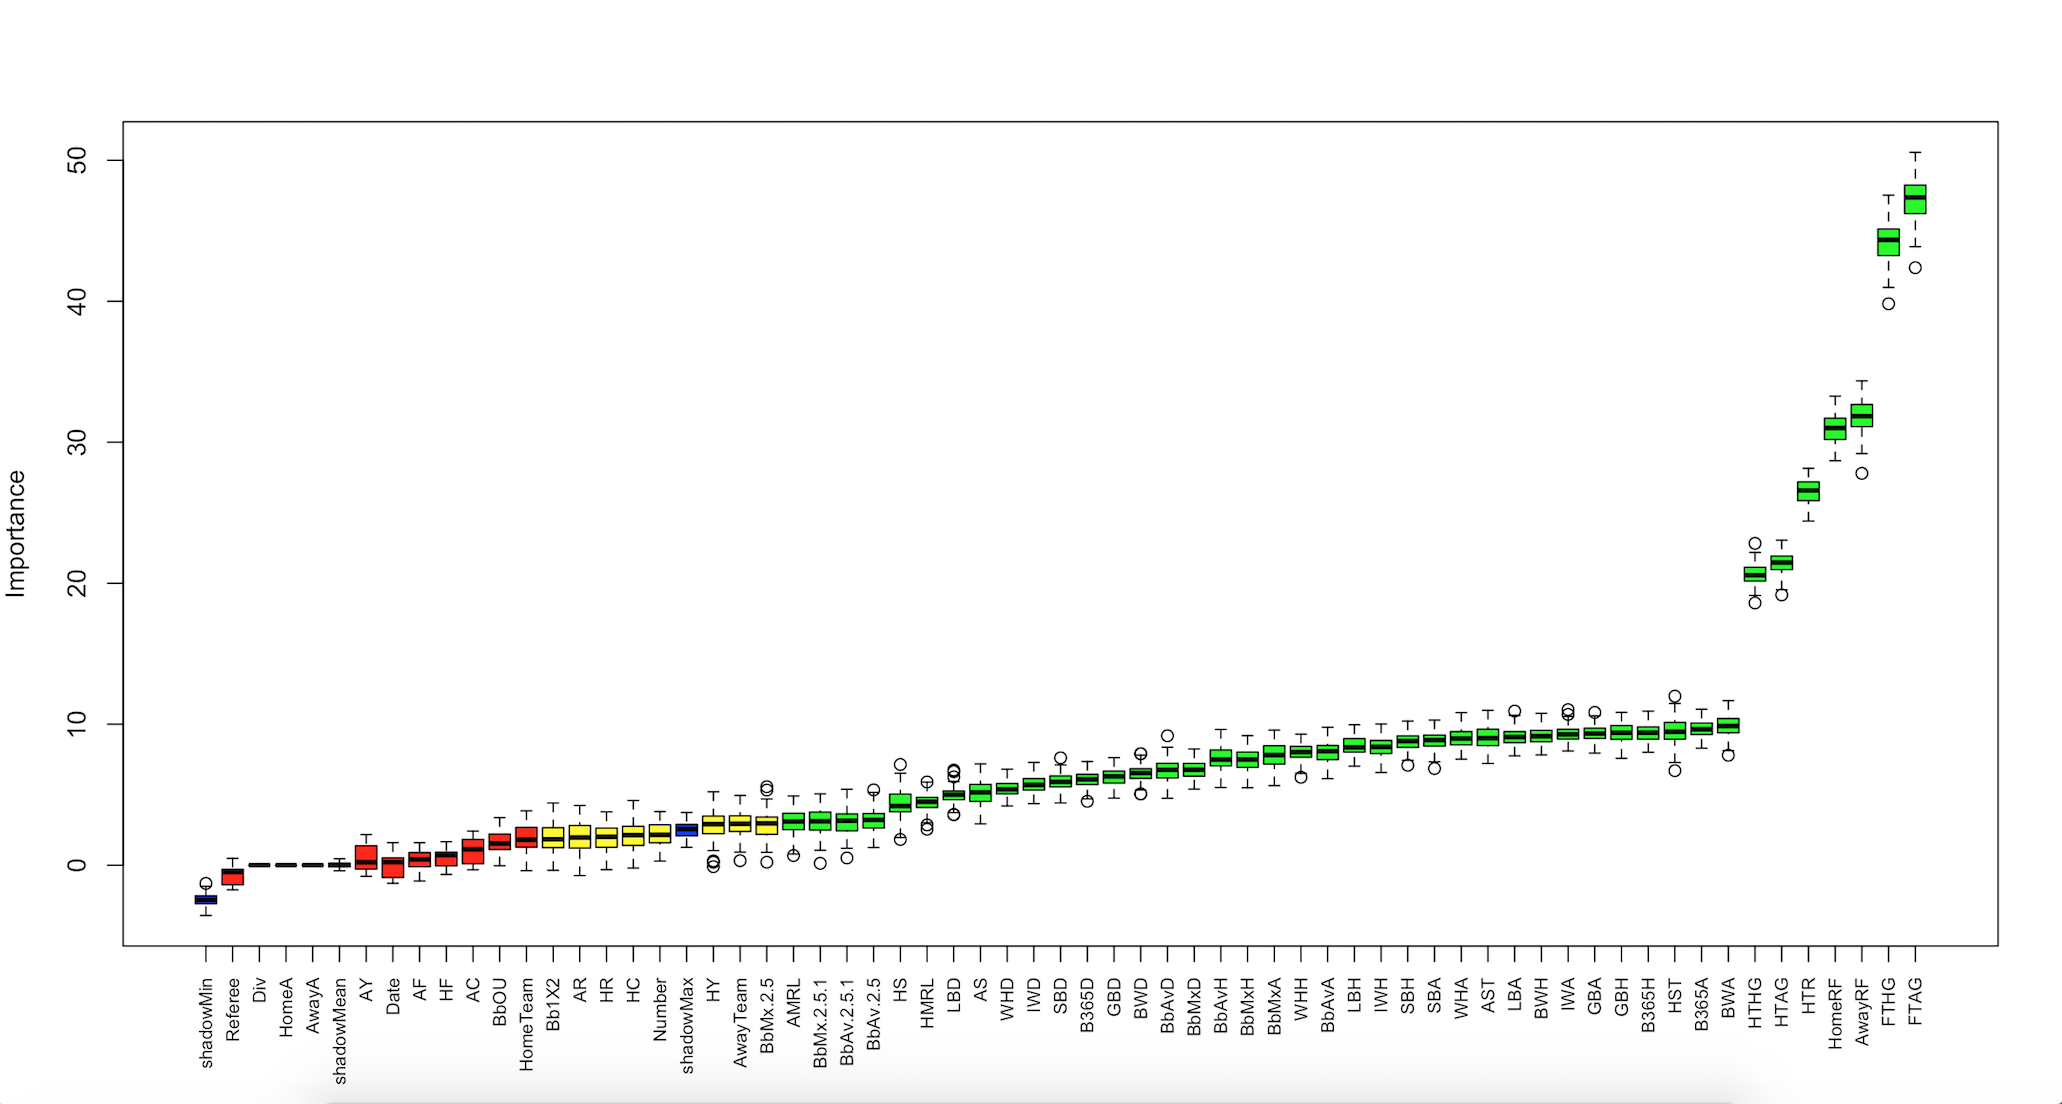 Importance
50
40
30
20
10
0
shadowMin
Referee
Div
HomeA
AwayA
shadowMean
AY
Date
AF
HF
AC
BbOU
HomeTeam
Bb1X2
AR
HR
HC
Number
shadowMax
HY
AwayTeam
BbMx.2.5
AMRL
BbMx.2.5.1
BbAv.2.5.1
BbAv.2.5
HS
HMRL
LBD
AS
WHD
IWD
SBD
B365D
GBD
BWD
BbAvD
BbMxD
BbAvH
BbMxH
BbMxA
WHH
BbAvA
LBH
IWH
SBH
SBA
WHA
AST
LBA
BWH
IWA
GBA
GBH
B365H
HST
B365A
BWA
HTHG
HTAG
HTR
HomeRF
AwayRF
FTHG
FTAG